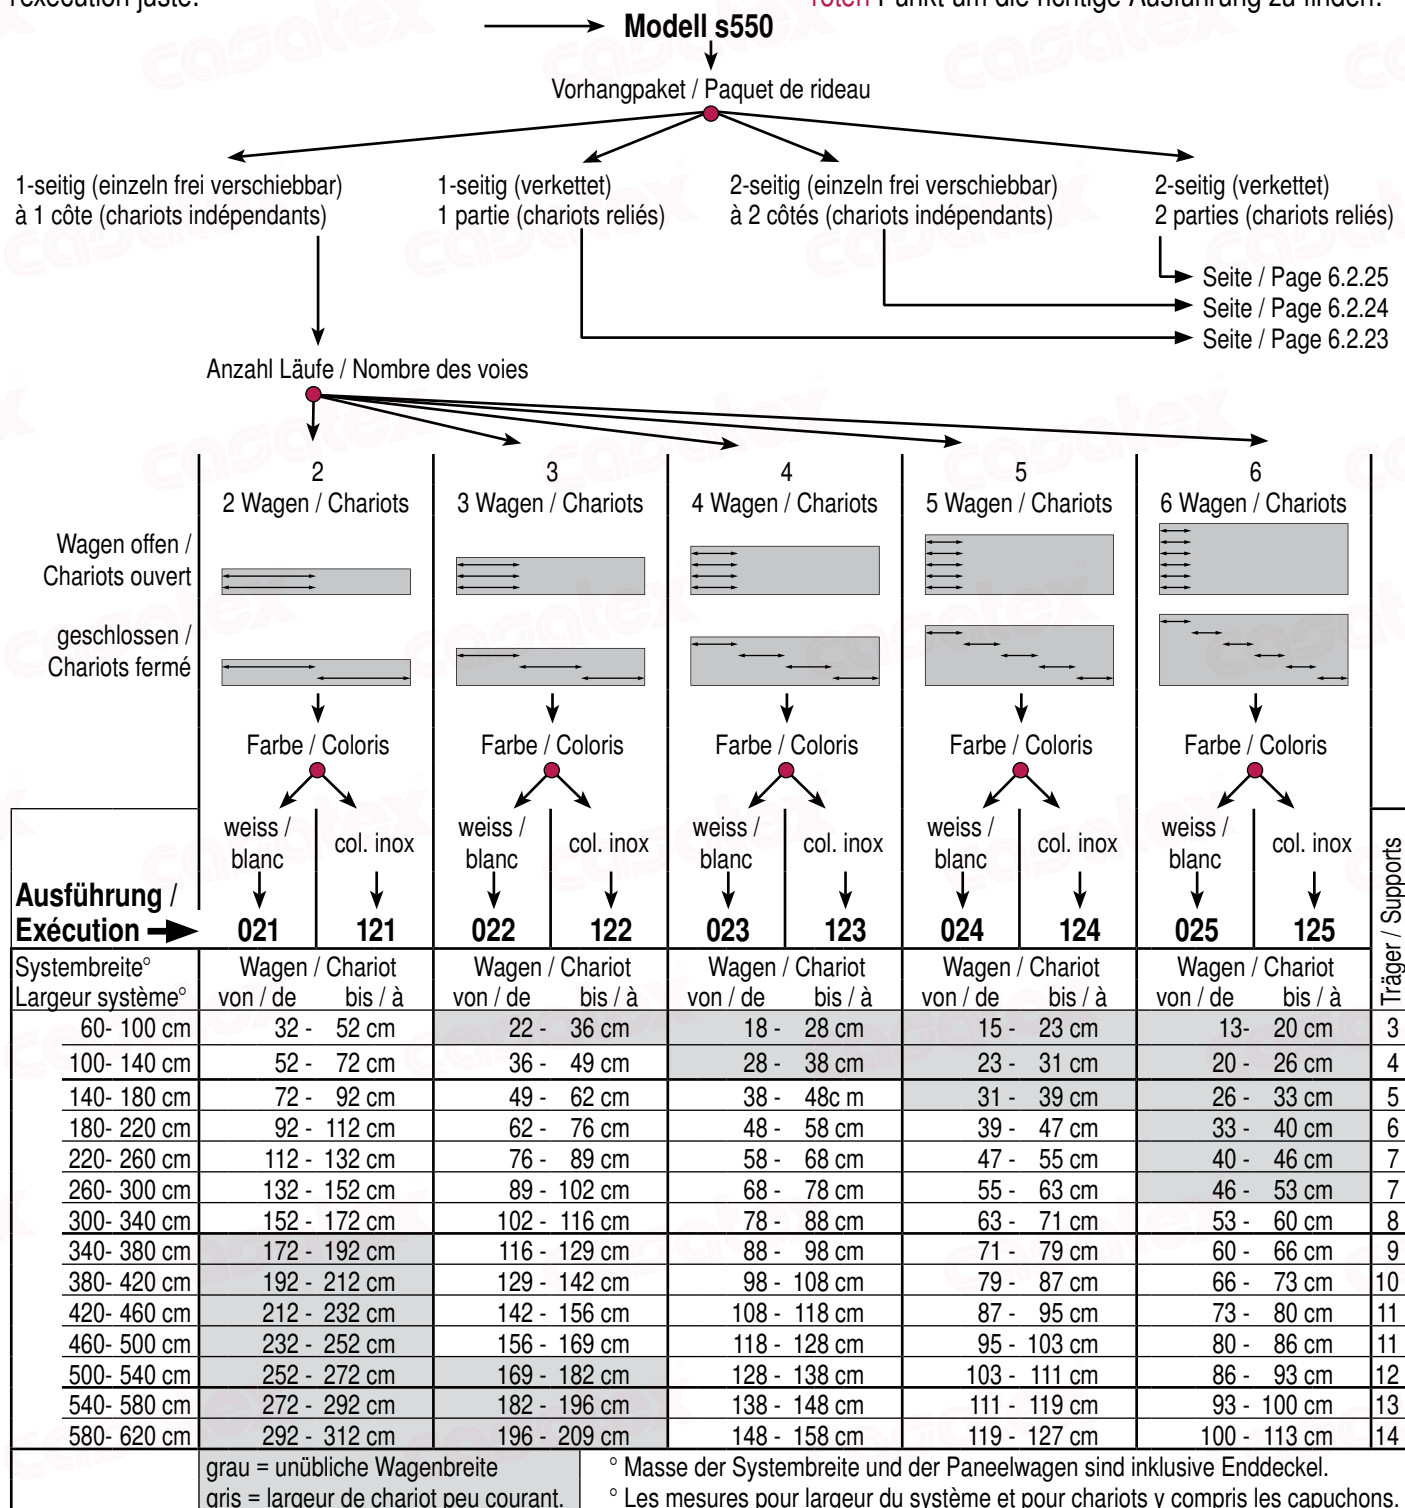 l'exécution juste.
roten Punkt um die richtige Ausführung zu finden.
Modell s550
Vorhangpaket / Paquet de rideau
1-seitig (einzeln frei verschiebbar)
à 1 côte (chariots indépendants)
1-seitig (verkettet)
1 partie (chariots reliés)
2-seitig (einzeln frei verschiebbar)
à 2 côtés (chariots indépendants)
2-seitig (verkettet)
2 parties (chariots reliés)
Seite / Page 6.2.25
Seite / Page 6.2.24
Seite / Page 6.2.23
Anzahl Läufe / Nombre des voies
2 3 4 5 6
2 Wagen / Chariots 3 Wagen / Chariots 4 Wagen / Chariots 5 Wagen / Chariots 6 Wagen / Chariots
Wagen offen /
Chariots ouvert
geschlossen /
Chariots fermé
Farbe / Coloris Farbe / Coloris Farbe / Coloris Farbe / Coloris Farbe / Coloris
weiss / weiss / weiss / weiss / weiss /
blanc col. inox blanc col. inox blanc col. inox blanc col. inox blanc col. inox
Ausführung /
Exécution 021 121 022 122 023 123 024 124 025 125
Träger / Supports
Systembreite° Wagen / Chariot Wagen / Chariot Wagen / Chariot Wagen / Chariot Wagen / Chariot
Largeur système° von / de bis / à von / de bis / à von / de bis / à von / de bis / à von / de bis / à
60- 100 cm 32 - 52 cm 22 - 36 cm 18 - 28 cm 15 - 23 cm 13- 20 cm 3
100- 140 cm 52 - 72 cm 36 - 49 cm 28 - 38 cm 23 - 31 cm 20 - 26 cm 4
140- 180 cm 72 - 92 cm 49 - 62 cm 38 - 48c m 31 - 39 cm 26 - 33 cm 5
180- 220 cm 92 - 112 cm 62 - 76 cm 48 - 58 cm 39 - 47 cm 33 - 40 cm 6
220- 260 cm 112 - 132 cm 76 - 89 cm 58 - 68 cm 47 - 55 cm 40 - 46 cm 7
260- 300 cm 132 - 152 cm 89 - 102 cm 68 - 78 cm 55 - 63 cm 46 - 53 cm 7
300- 340 cm 152 - 172 cm 102 - 116 cm 78 - 88 cm 63 - 71 cm 53 - 60 cm 8
340- 380 cm 172 - 192 cm 116 - 129 cm 88 - 98 cm 71 - 79 cm 60 - 66 cm 9
380- 420 cm 192 - 212 cm 129 - 142 cm 98 - 108 cm 79 - 87 cm 66 - 73 cm 10
420- 460 cm 212 - 232 cm 142 - 156 cm 108 - 118 cm 87 - 95 cm 73 - 80 cm 11
460- 500 cm 232 - 252 cm 156 - 169 cm 118 - 128 cm 95 - 103 cm 80 - 86 cm 11
500- 540 cm 252 - 272 cm 169 - 182 cm 128 - 138 cm 103 - 111 cm 86 - 93 cm 12
540- 580 cm 272 - 292 cm 182 - 196 cm 138 - 148 cm 111 - 119 cm 93 - 100 cm 13
580- 620 cm 292 - 312 cm 196 - 209 cm 148 - 158 cm 119 - 127 cm 100 - 113 cm 14
grau = unübliche Wagenbreite
gris = largeur de chariot peu courant.
° Masse der Systembreite und der Paneelwagen sind inklusive Enddeckel.
° Les mesures pour largeur du système et pour chariots y compris les capuchons.